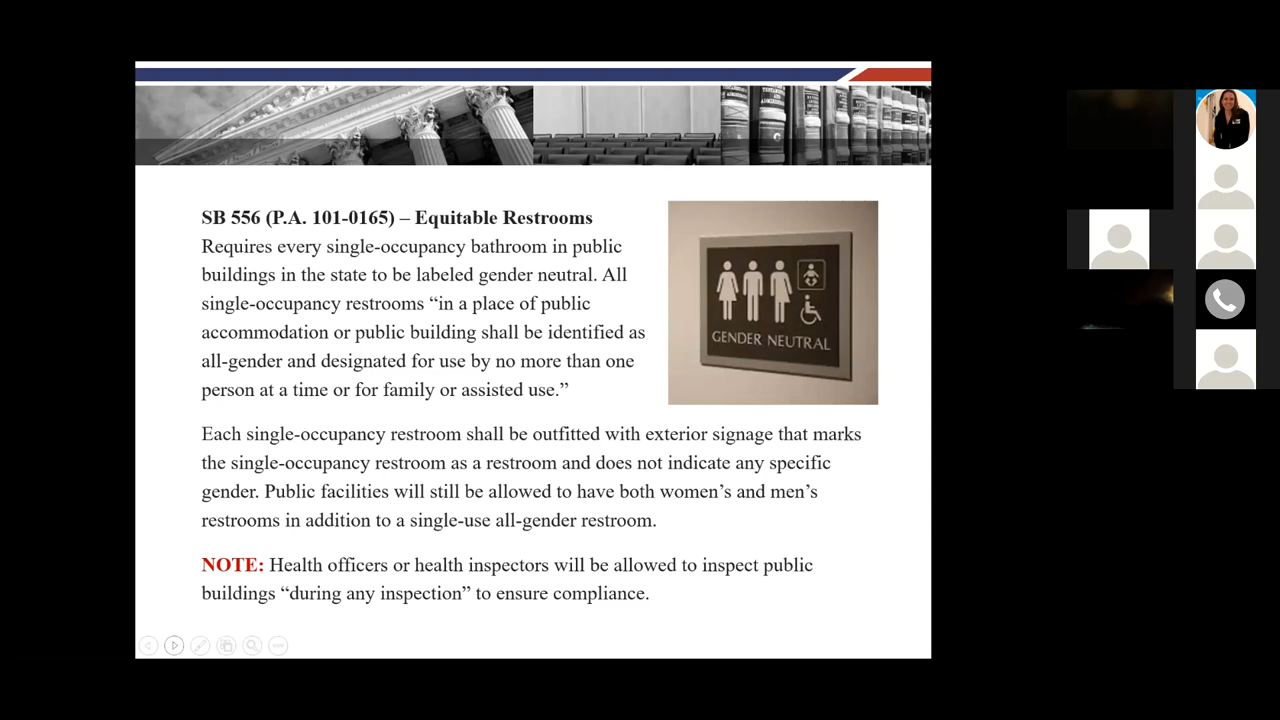 SB 556 (P.A. 101-0165) – Equitable Restrooms
Requires every single-occupancy bathroom in public
buildings in the state to be labeled gender neutral. All
single-occupancy restrooms “in a place of public
accommodation or public building shall be identified as
all-gender and designated for use by no more than one
person at a time or for family or assisted use.”
GENDER NEUTRAL
Each single-occupancy restroom shall be outfitted with exterior signage that marks
the single-occupancy restroom as a restroom and does not indicate any specific
gender. Public facilities will still be allowed to have both women’s and men’s
restrooms in addition to a single-use all-gender restroom.
NOTE: Health officers or health inspectors will be allowed to inspect public
buildings “during any inspection” to ensure compliance.